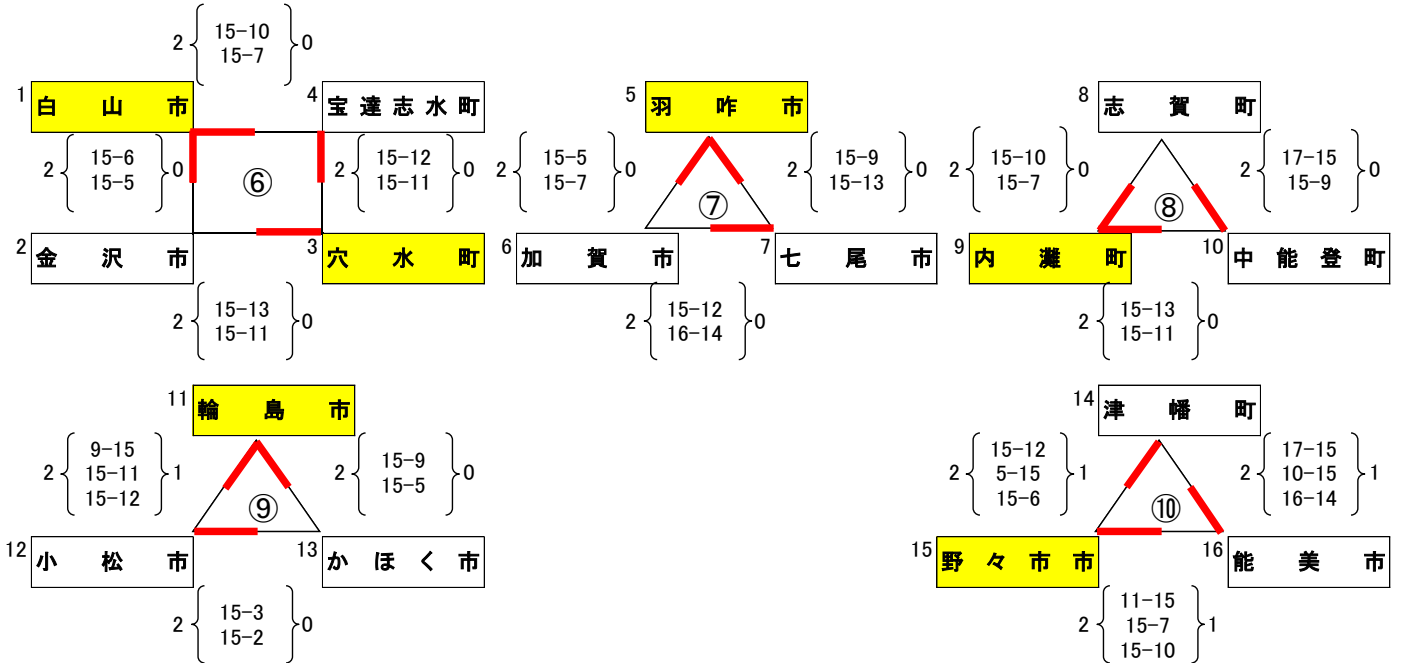 2 { 15-10 15-7 } 0
1 白山市
4 宝達志水町
2 { 15-6 15-5 } 0
⑥
2 { 15-12 15-11 } 0
2 金沢市
3 穴水町
2 { 15-13 15-11 } 0
5 羽咋市
2 { 15-5 15-7 } 0
⑦
2 { 15-9 15-13 } 0
6 加賀市
7 七尾市
2 { 15-12 16-14 } 0
8 志賀町
2 { 15-10 15-7 } 0
⑧
2 { 17-15 15-9 } 0
9 内灘町
10 中能登町
2 { 15-13 15-11 } 0
11 輪島市
2 { 9-15 15-11 15-12 } 1
⑨
2 { 15-9 15-5 } 0
12 小松市
13 かほく市
2 { 15-3 15-2 } 0
14 津幡町
2 { 15-12 5-15 15-6 } 1
⑩
2 { 17-15 10-15 16-14 } 1
15 野々市市
16 能美市
2 { 11-15 15-7 15-10 } 1